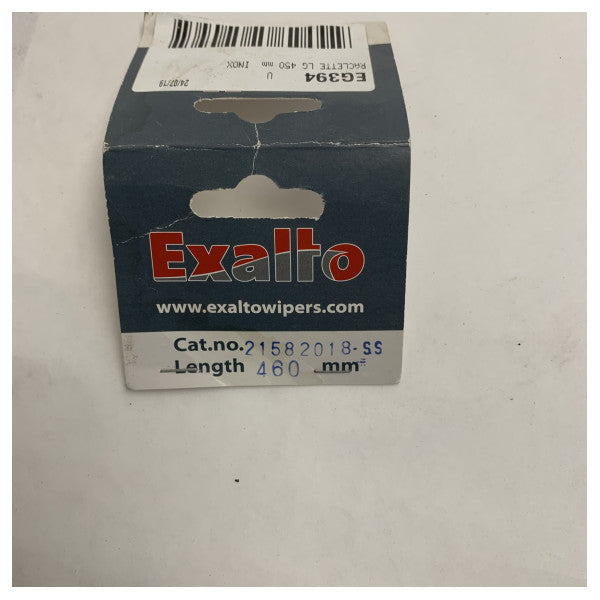 EG394 U 24/07/19
RACLETTE LG 450 mm INOX
Exalto
www.exaltowipers.com
Cat.no. 21582018-SS
Length 460 mm